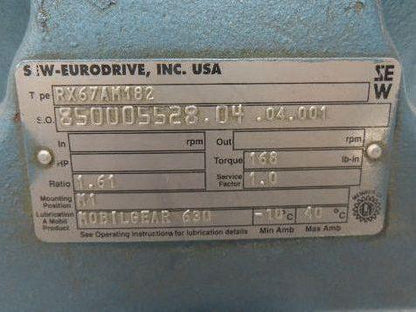 SEW-EURODRIVE, INC. USA
SEW
Type RX67AM182
S.O. 850005528.04.04.001
In rpm Out rpm
HP Torque 168 lb-in
Ratio 1.61 Service Factor 1.0
Mounting Position M1
Lubrication A Mobil Product MOBILGEAR 630 -10°C 40°C
See Operating Instructions for lubrication details Min Amb Max Amb